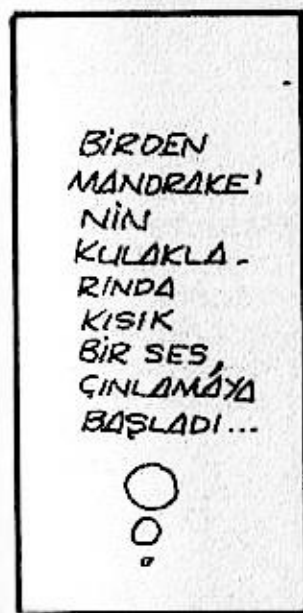 BİRDEN
MANDRAKE'
NİN
KULAKLA-
RINDA
KISIK
BİR SES,
ÇINLAMAYA
BAŞLADI...